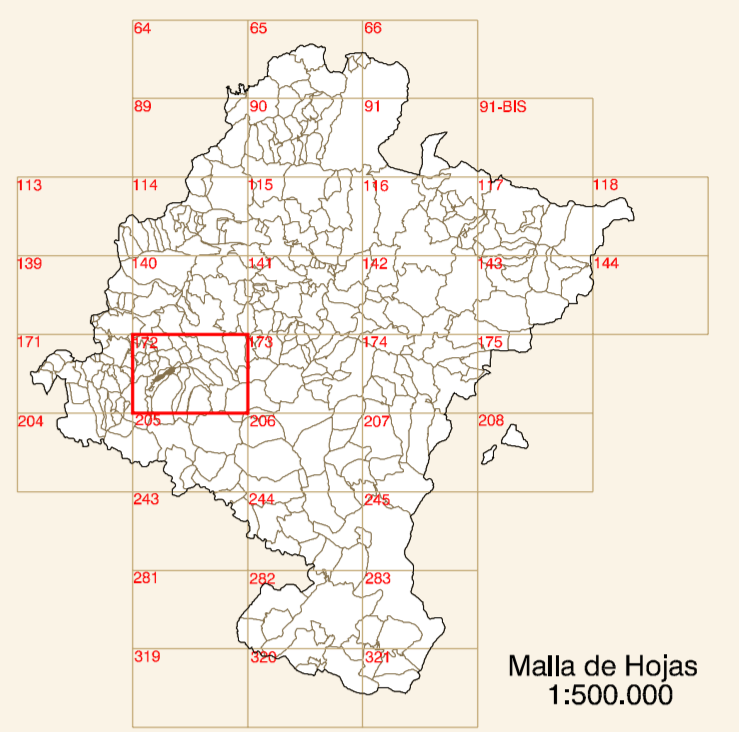 64 65 66
89 90 91 91-BIS
113 114 115 116 117 118
139 140 141 142 143 144
171 172 173 174 175
204 205 206 207 208
243 244 245
281 282 283
319 320 321
Malla de Hojas
1:500.000